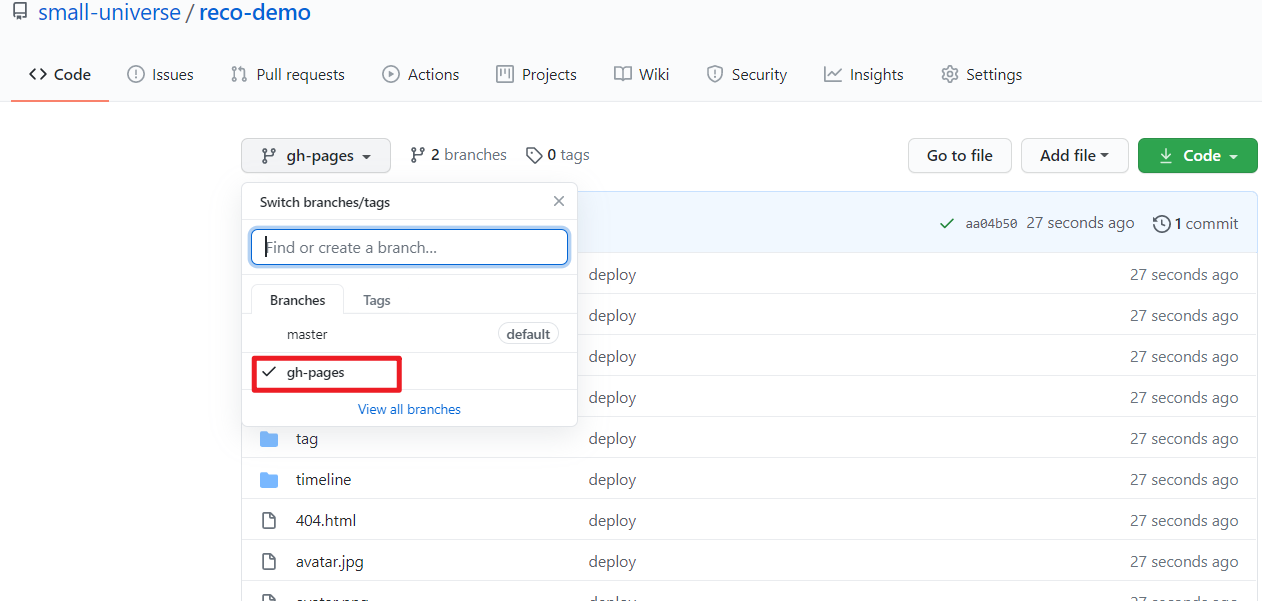 small-universe / reco-demo
Code Issues Pull requests Actions Projects Wiki Security Insights Settings
gh-pages 2 branches 0 tags Go to file Add file Code
Switch branches/tags
aa04b50 27 seconds ago 1 commit
Find or create a branch...
deploy 27 seconds ago
Branches Tags
deploy 27 seconds ago
master default
deploy 27 seconds ago
gh-pages
deploy 27 seconds ago
View all branches
tag deploy 27 seconds ago
timeline deploy 27 seconds ago
404.html deploy 27 seconds ago
avatar.jpg deploy 27 seconds ago